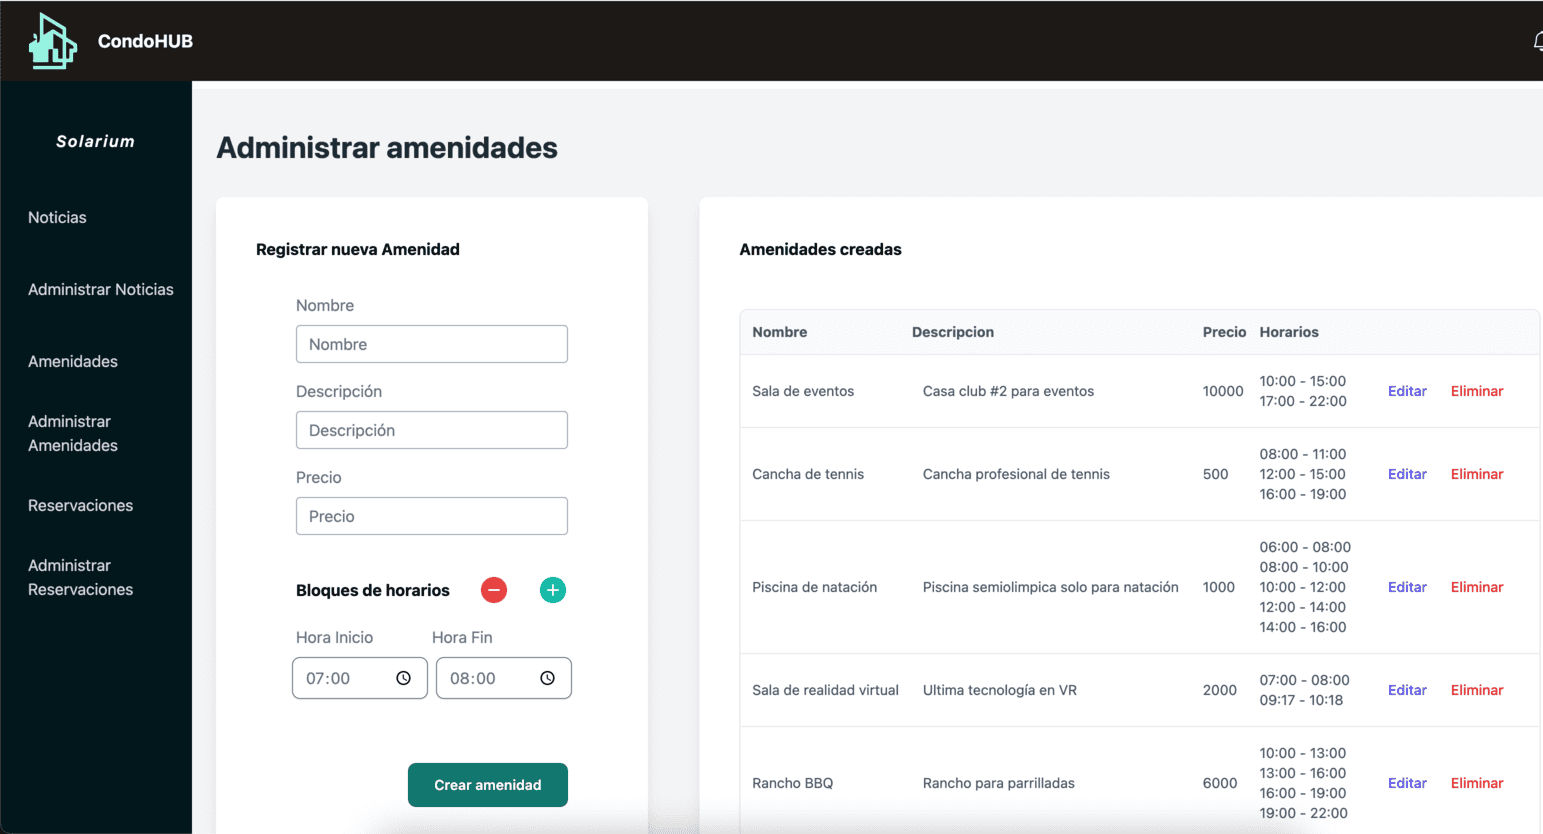 CondoHUB
Solarium
Noticias
Administrar Noticias
Amenidades
Administrar
Amenidades
Reservaciones
Administrar
Reservaciones
Administrar amenidades
Registrar nueva Amenidad
Nombre
Nombre
Descripción
Descripción
Precio
Precio
Bloques de horarios
Hora Inicio Hora Fin
07:00 08:00
Crear amenidad
Amenidades creadas
Nombre Descripcion Precio Horarios
Sala de eventos Casa club #2 para eventos 10000 10:00 - 15:00 Editar Eliminar
17:00 - 22:00
08:00 - 11:00
Cancha de tennis Cancha profesional de tennis 500 12:00 - 15:00 Editar Eliminar
16:00 - 19:00
06:00 - 08:00
08:00 - 10:00
Piscina de natación Piscina semiolimpica solo para natación 1000 10:00 - 12:00 Editar Eliminar
12:00 - 14:00
14:00 - 16:00
Sala de realidad virtual Ultima tecnología en VR 2000 07:00 - 08:00 Editar Eliminar
09:17 - 10:18
10:00 - 13:00
13:00 - 16:00
Rancho BBQ Rancho para parrilladas 6000 Editar Eliminar
16:00 - 19:00
19:00 - 22:00